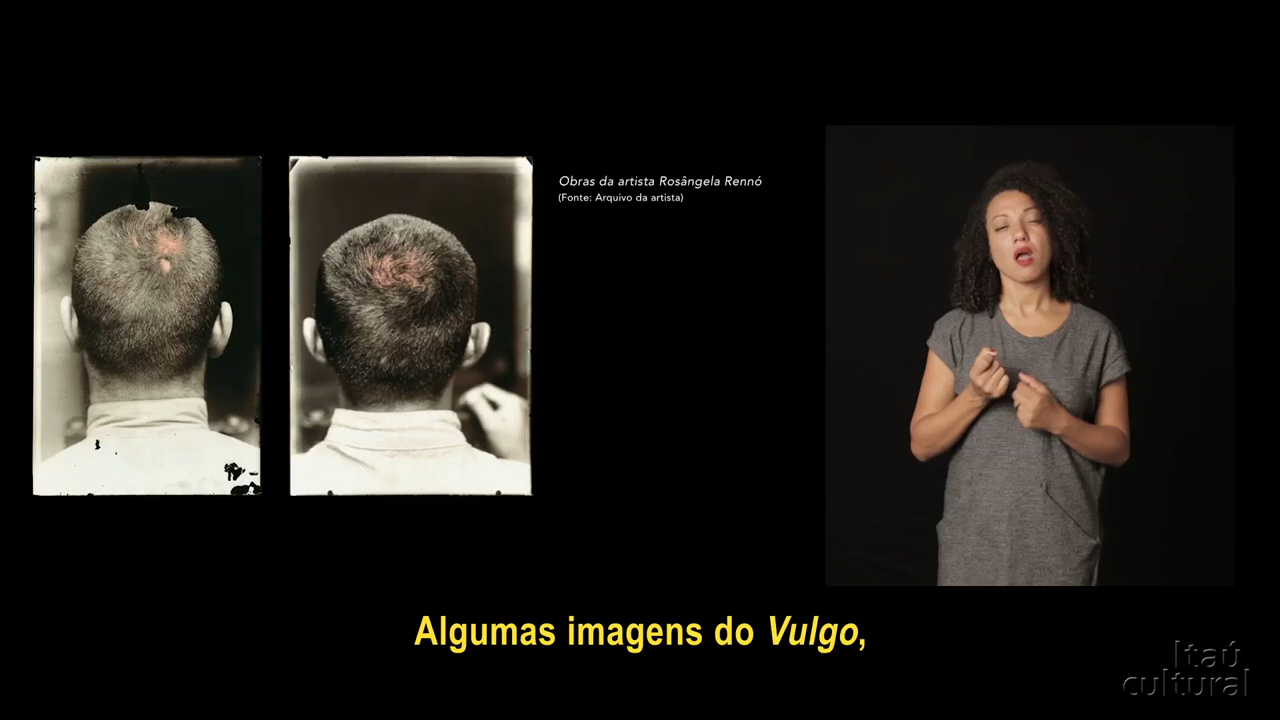 Obras da artista Rosângela Rennó
(Fonte: Arquivo da artista)
Algumas imagens do Vulgo,
Itaú
cultural